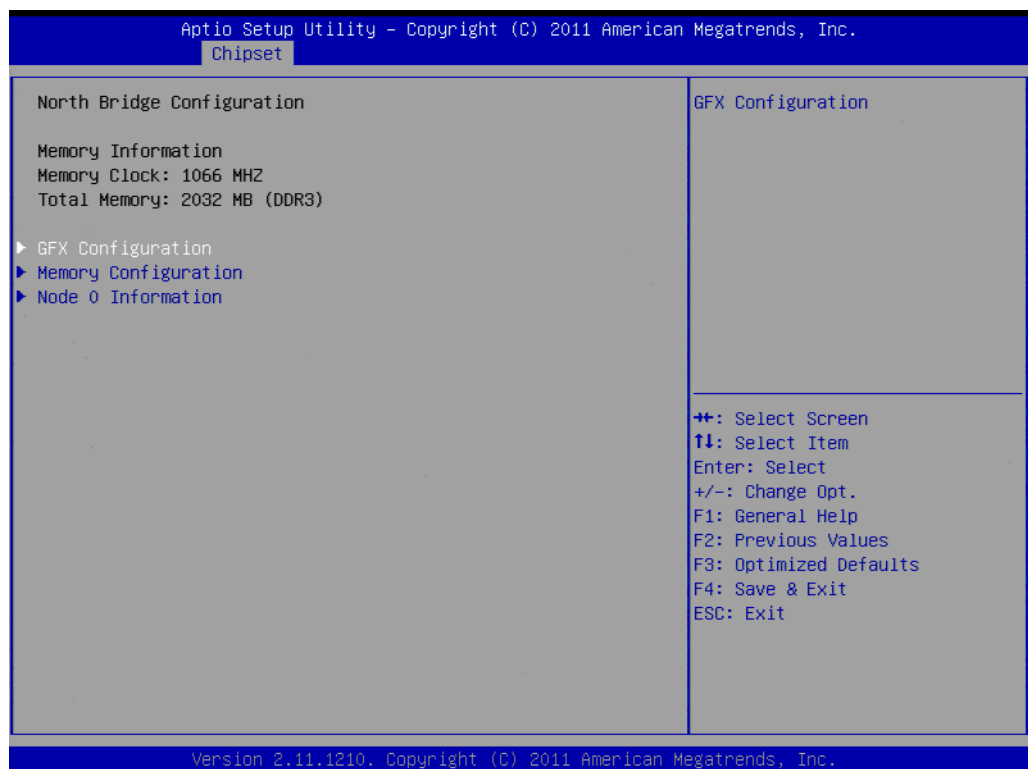 Aptio Setup Utility – Copyright (C) 2011 American Megatrends, Inc.
Chipset
North Bridge Configuration
Memory Information
Memory Clock: 1066 MHZ
Total Memory: 2032 MB (DDR3)
▶ GFX Configuration
▶ Memory Configuration
▶ Node 0 Information
GFX Configuration
→←: Select Screen
↑↓: Select Item
Enter: Select
+/-: Change Opt.
F1: General Help
F2: Previous Values
F3: Optimized Defaults
F4: Save & Exit
ESC: Exit
Version 2.11.1210. Copyright (C) 2011 American Megatrends, Inc.